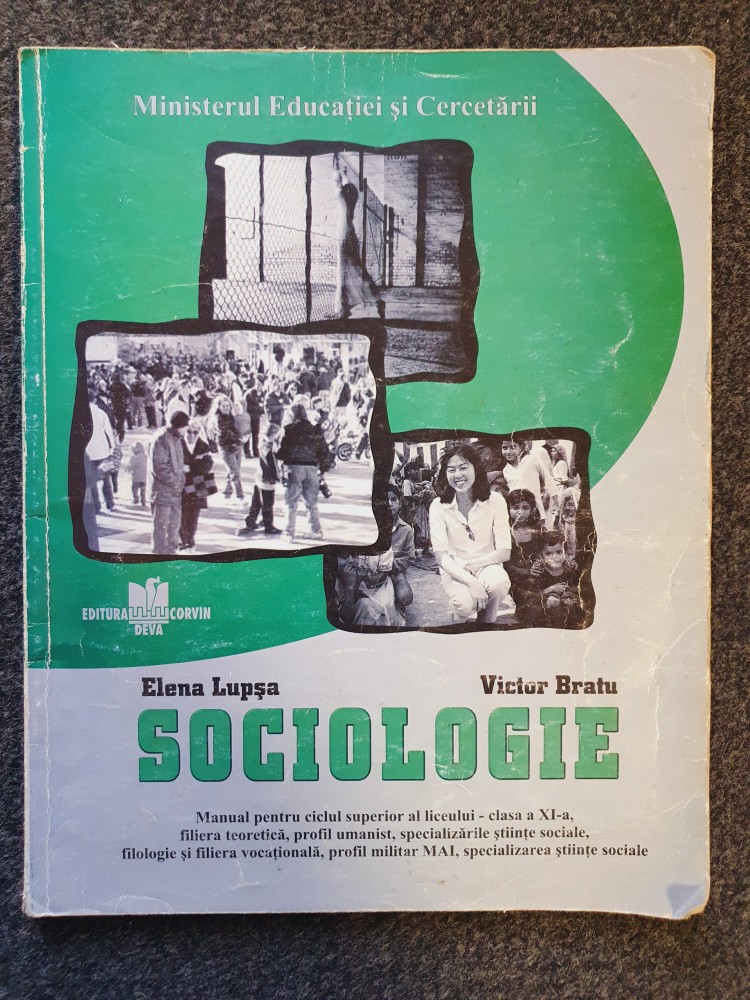 Ministerul Educației și Cercetării
EDITURA CORVIN
DEVA
Elena Lupşa Victor Bratu
SOCIOLOGIE
Manual pentru ciclul superior al liceului - clasa a XI-a,
filiera teoretică, profil umanist, specializările științe sociale,
filologie și filiera vocațională, profil militar MAI, specializarea științe sociale